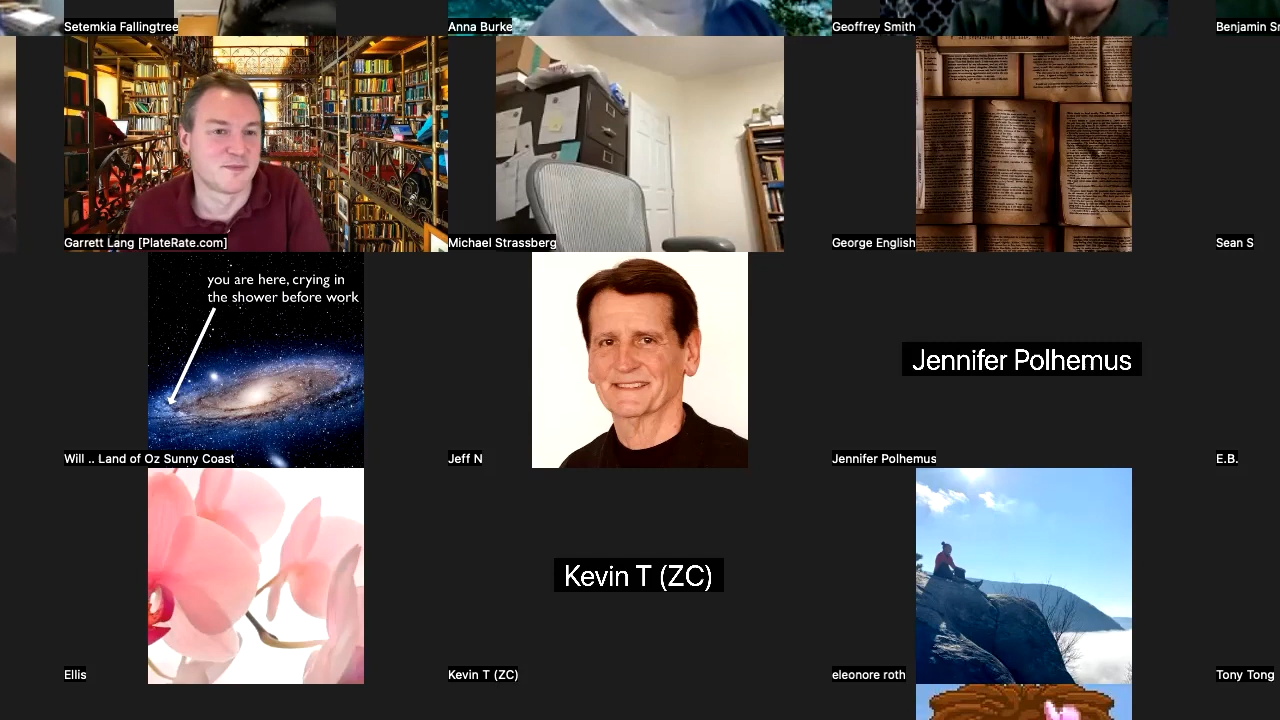 Setemkia Fallingtree
Anna Burke
Geoffrey Smith
Garrett Lang [PlateRate.com]
Michael Strassberg
George English
Sean S
you are here, crying in
the shower before work
Jennifer Polhemus
Will .. Land of Oz Sunny Coast
Jeff N
Jennifer Polhemus
E.B.
Kevin T (ZC)
Ellis
Kevin T (ZC)
eleonore roth
Tony Tong